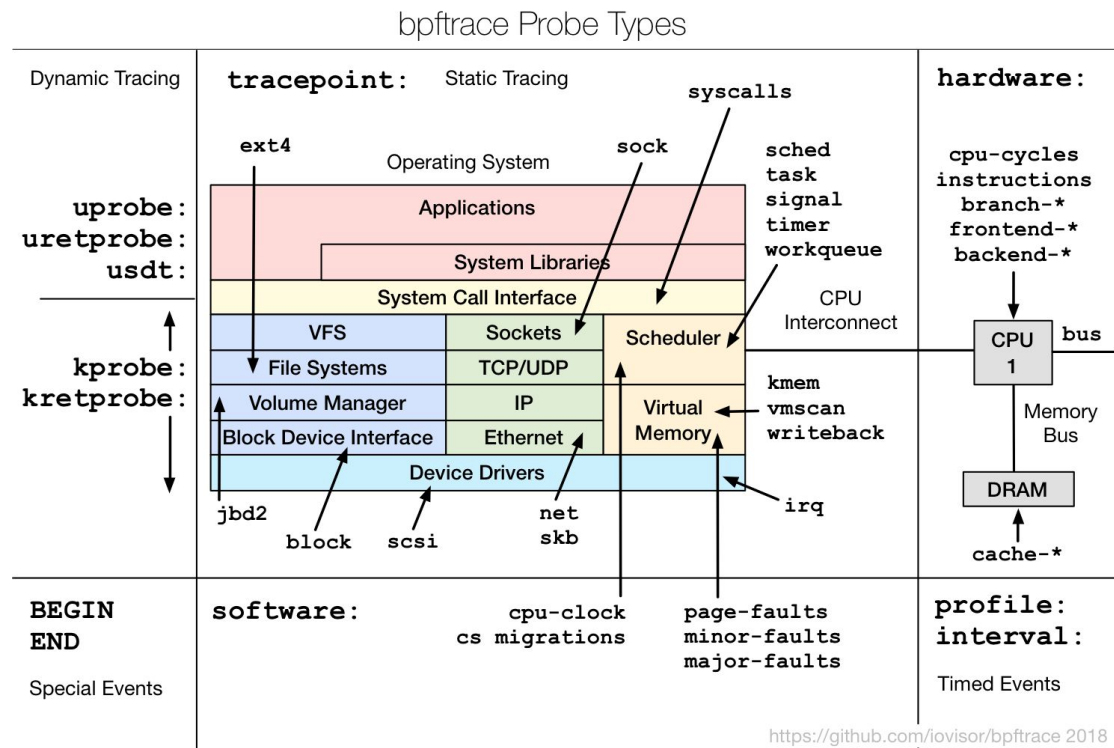 bpftrace Probe Types
Dynamic Tracing
tracepoint:
Static Tracing
hardware:
syscalls
ext4
sock
Operating System
sched
task
signal
timer
workqueue
cpu-cycles
instructions
branch-*
frontend-*
backend-*
uprobe:
uretprobe:
usdt:
Applications
System Libraries
System Call Interface
CPU
Interconnect
VFS
Sockets
Scheduler
CPU
1
bus
kprobe:
kretprobe:
File Systems
TCP/UDP
Volume Manager
IP
Virtual
Memory
kmem
vmscan
writeback
Memory
Bus
Block Device Interface
Ethernet
Device Drivers
DRAM
jbd2
block
scsi
net
skb
irq
cache-*
BEGIN
END
Special Events
software:
cpu-clock
cs migrations
page-faults
minor-faults
major-faults
profile:
interval:
Timed Events
https://github.com/iovisor/bpftrace 2018